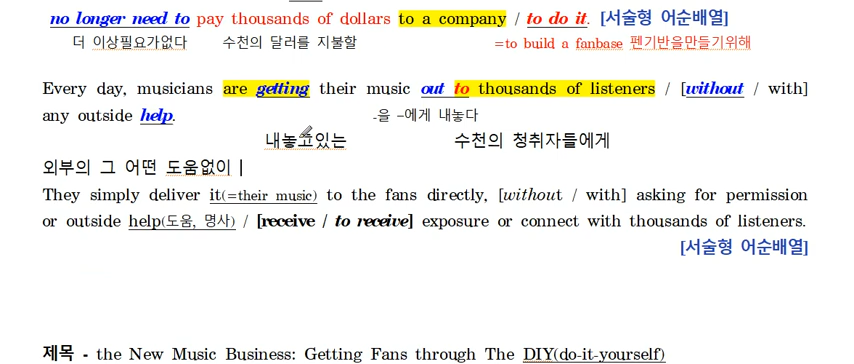 no longer need to pay thousands of dollars to a company / to do it. [서술형 어순배열]
더 이상필요가없다 수천의 달러를 지불할 =to build a fanbase 펜기반을만들기위해
Every day, musicians are getting their music out to thousands of listeners / [without / with]
any outside help. -을 –에게 내놓다
내놓고있는 수천의 청취자들에게
외부의 그 어떤 도움없이
They simply deliver it(=their music) to the fans directly, [without / with] asking for permission
or outside help(도움, 명사) / [receive / to receive] exposure or connect with thousands of listeners.
[서술형 어순배열]
제목 - the New Music Business: Getting Fans through The DIY(do-it-yourself)